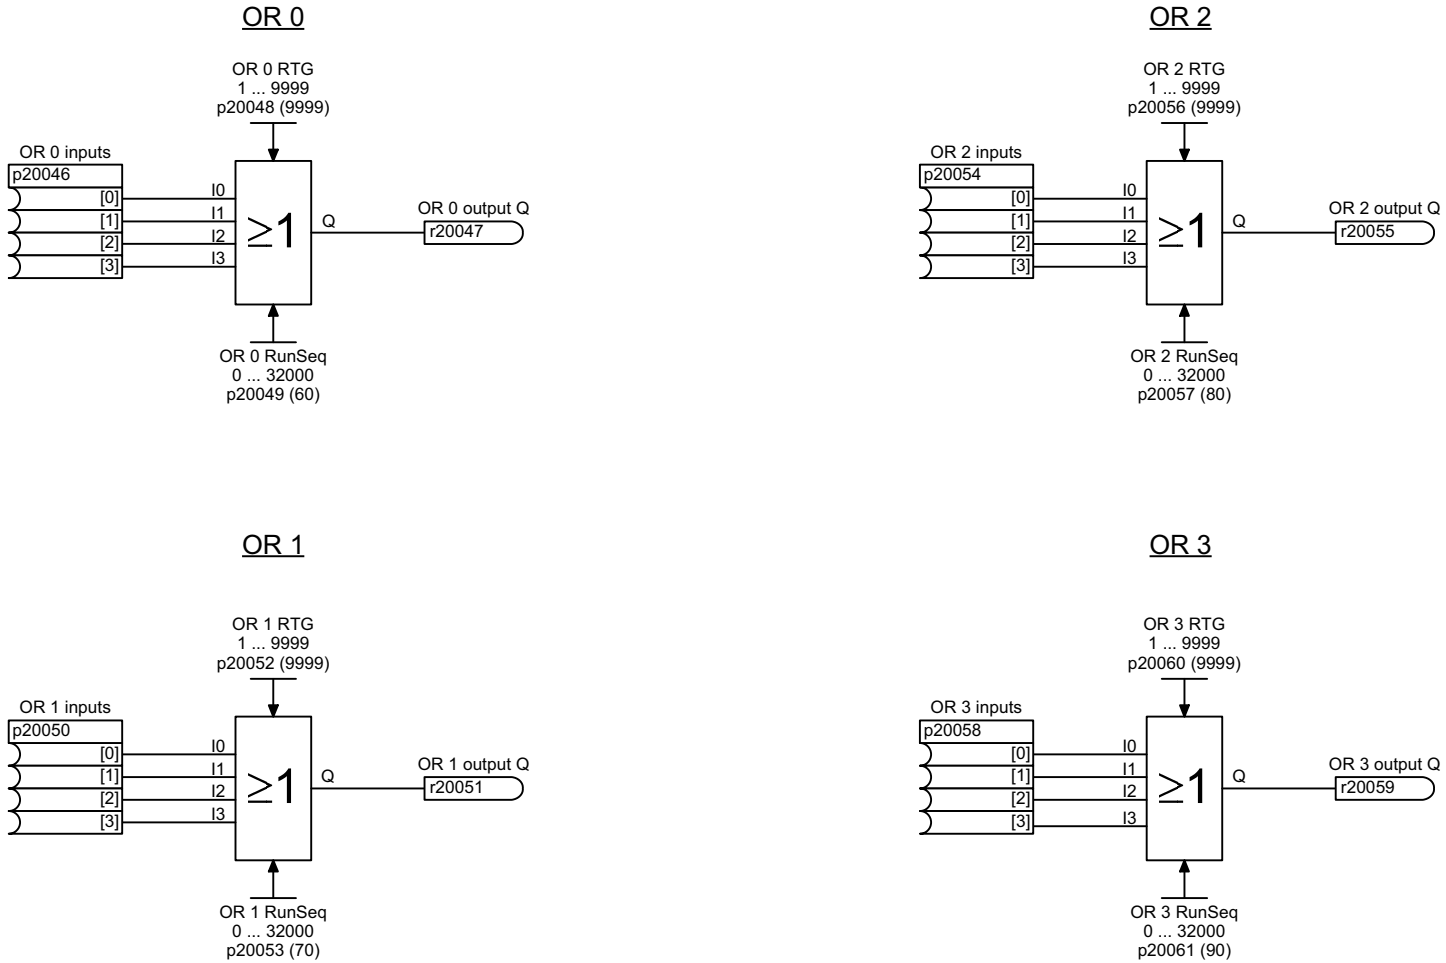 OR 0
OR 0 RTG
1 ... 9999
p20048 (9999)
OR 0 inputs
p20046
[0]
[1]
[2]
[3]
I0
I1
I2
I3
≥1
Q
OR 0 output Q
r20047
OR 0 RunSeq
0 ... 32000
p20049 (60)
OR 2
OR 2 RTG
1 ... 9999
p20056 (9999)
OR 2 inputs
p20054
[0]
[1]
[2]
[3]
I0
I1
I2
I3
≥1
Q
OR 2 output Q
r20055
OR 2 RunSeq
0 ... 32000
p20057 (80)
OR 1
OR 1 RTG
1 ... 9999
p20052 (9999)
OR 1 inputs
p20050
[0]
[1]
[2]
[3]
I0
I1
I2
I3
≥1
Q
OR 1 output Q
r20051
OR 1 RunSeq
0 ... 32000
p20053 (70)
OR 3
OR 3 RTG
1 ... 9999
p20060 (9999)
OR 3 inputs
p20058
[0]
[1]
[2]
[3]
I0
I1
I2
I3
≥1
Q
OR 3 output Q
r20059
OR 3 RunSeq
0 ... 32000
p20061 (90)